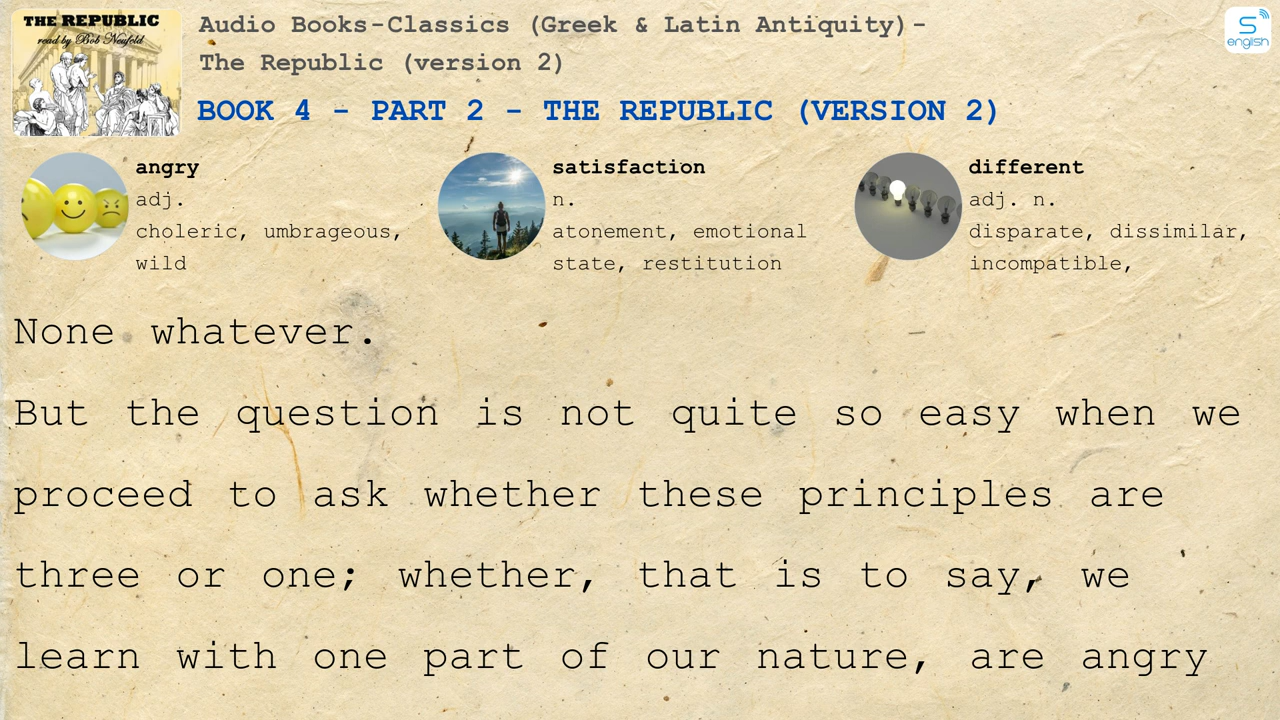 THE REPUBLIC
read by Bob Neufeld
Audio Books-Classics (Greek & Latin Antiquity)-
The Republic (version 2)
BOOK 4 - PART 2 - THE REPUBLIC (VERSION 2)
S
english
angry
adj.
choleric, umbrageous,
wild
satisfaction
n.
atonement, emotional
state, restitution
different
adj. n.
disparate, dissimilar,
incompatible,
None whatever.
But the question is not quite so easy when we
proceed to ask whether these principles are
three or one; whether, that is to say, we
learn with one part of our nature, are angry